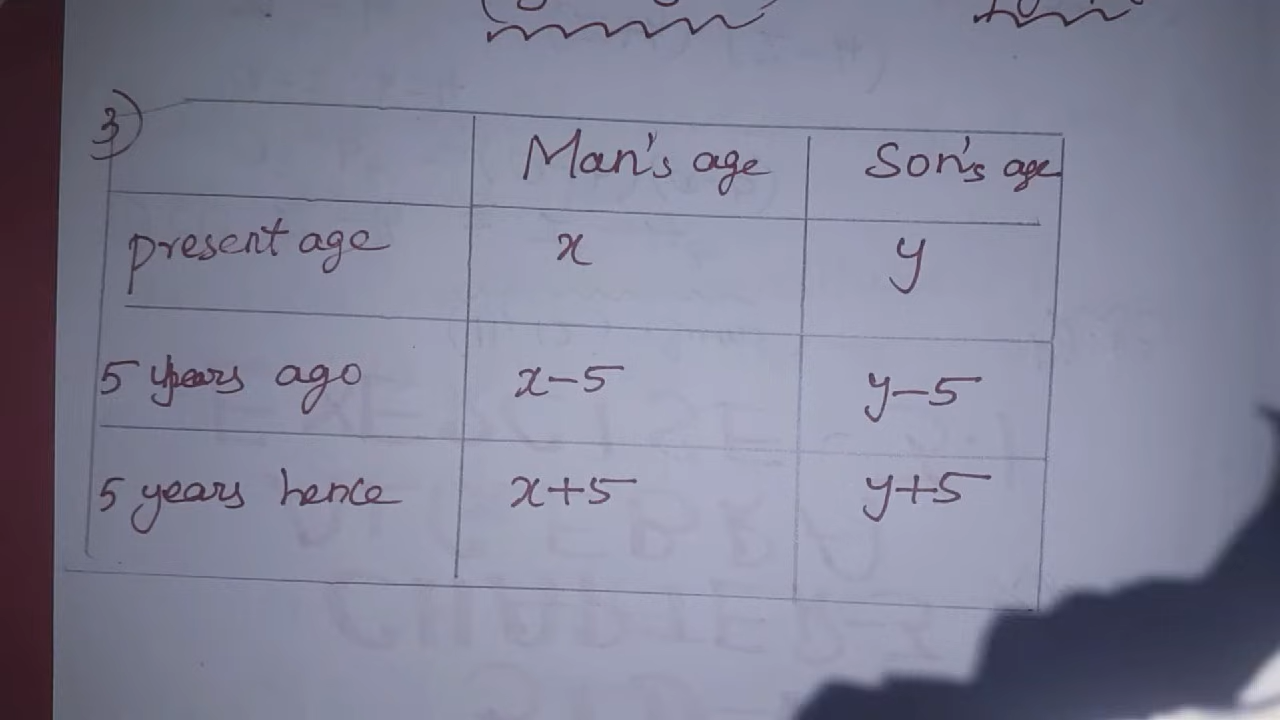 3)
Man's age Son's age
present age x y
5 years ago x-5 y-5
5 years hence x+5 y+5